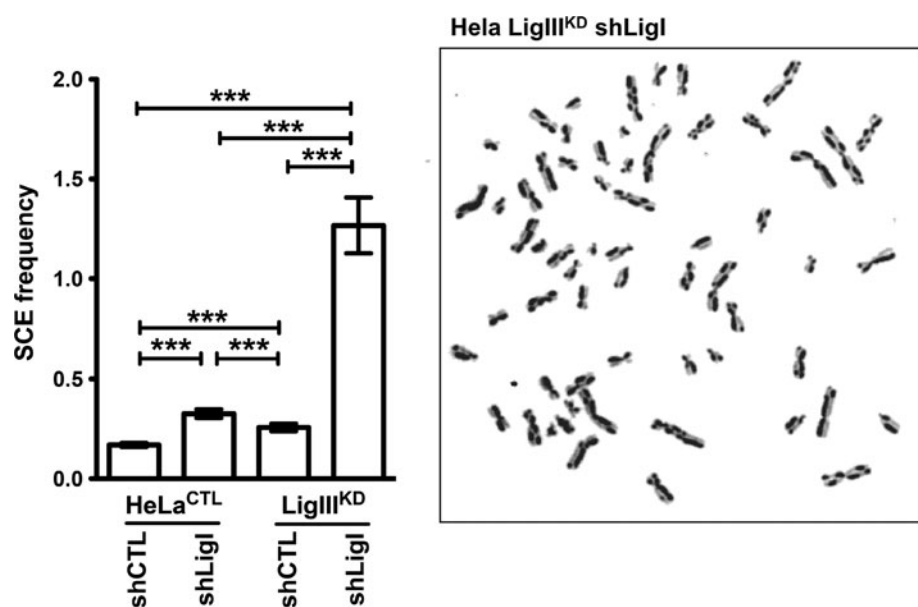 Hela LigIII^KD shLigI
2.0
1.5
1.0
0.5
0.0
SCE frequency
***
***
***
***
***
***
HeLa^CTL
LigIII^KD
shCTL
shLigI
shCTL
shLigI